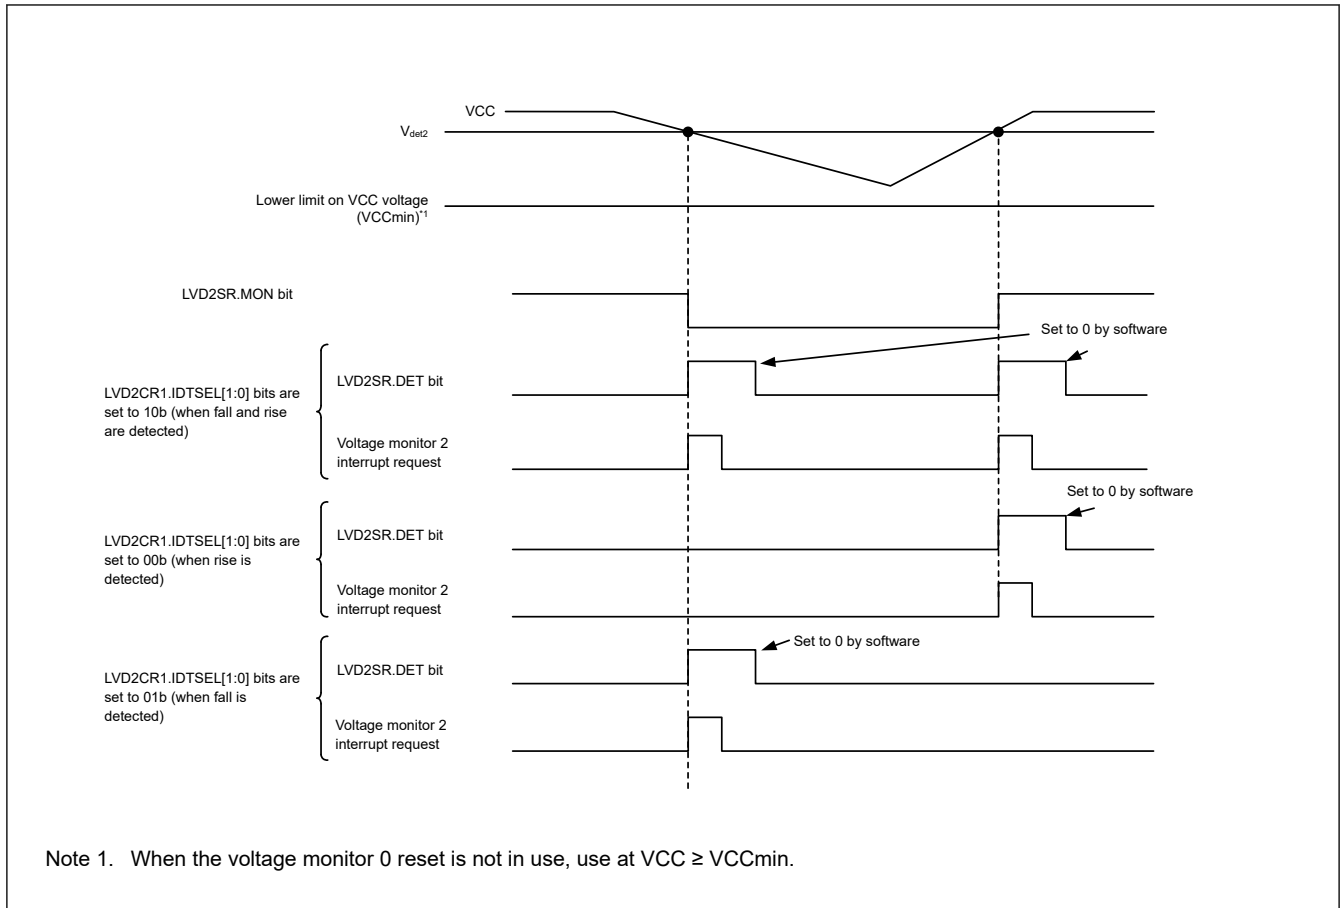 VCC
Vdet2
Lower limit on VCC voltage
(VCCmin)*1
LVD2SR.MON bit
Set to 0 by software
LVD2CR1.IDTSEL[1:0] bits are
set to 10b (when fall and rise
are detected)
LVD2SR.DET bit
Voltage monitor 2
interrupt request
Set to 0 by software
LVD2CR1.IDTSEL[1:0] bits are
set to 00b (when rise is
detected)
LVD2SR.DET bit
Voltage monitor 2
interrupt request
Set to 0 by software
LVD2CR1.IDTSEL[1:0] bits are
set to 01b (when fall is
detected)
LVD2SR.DET bit
Voltage monitor 2
interrupt request
Note 1. When the voltage monitor 0 reset is not in use, use at VCC ≥ VCCmin.